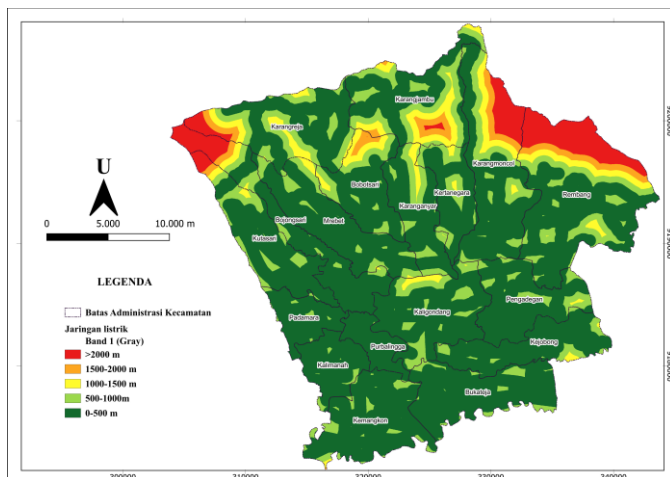 Karangjambu
Karangreja
Karangmoncol
Bobotsari
Kertanegara
Rembang
Karanganyar
Bojongsari
Mrebet
Kutasari
Pengadegan
Padamara
Kaligondang
Purbalingga
Kejobong
Kalimanah
Bukateja
Kemangkon
U
0 5.000 10.000 m
LEGENDA
Batas Administrasi Kecamatan
Jaringan listrik
Band 1 (Gray)
>2000 m
1500-2000 m
1000-1500 m
500-1000m
0-500 m